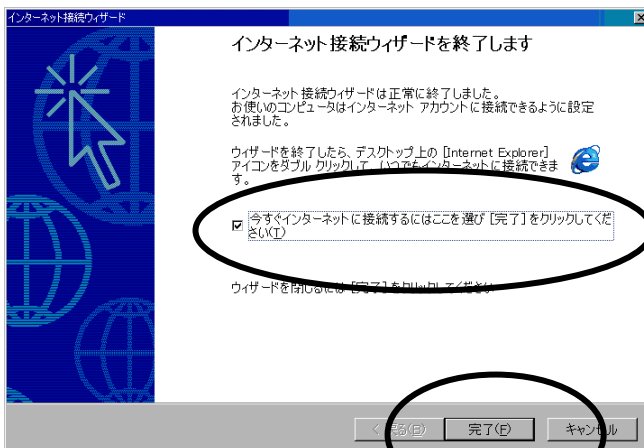 インターネット接続ウィザード
インターネット接続ウィザードを終了します
インターネット接続ウィザードは正常に終了しました。
お使いのコンピュータはインターネット アカウントに接続できるように設定
されました。
ウィザードを終了したら、デスクトップ上の [Internet Explorer]
アイコンをダブル クリックして、いつでもインターネットに接続できま
す。
今すぐインターネットに接続するにはここを選び [完了] をクリックしてくだ
さい(T)
ウィザードを閉じるには [完了] をクリックしてください
< 戻る(B)
完了(F)
キャンセル